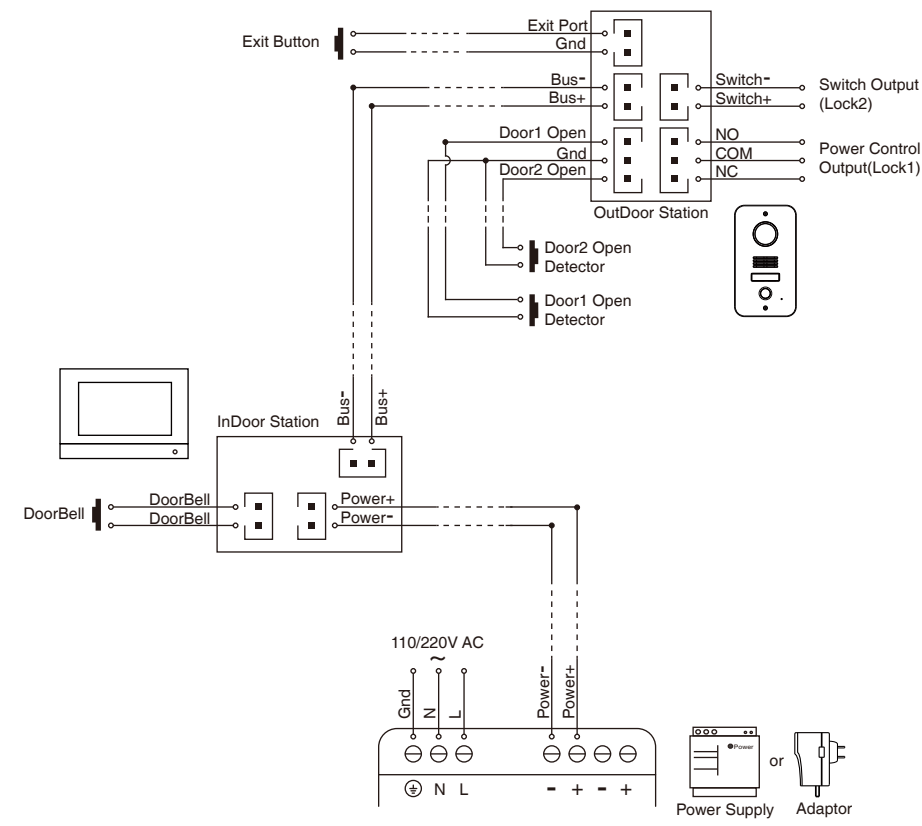 Exit Button
Exit Port
Gnd
Bus-
Bus+
Door1 Open
Gnd
Door2 Open
Switch-
Switch+
NO
COM
NC
Switch Output
(Lock2)
Power Control
Output(Lock1)
OutDoor Station
Door2 Open
Detector
Door1 Open
Detector
Bus-
Bus+
InDoor Station
DoorBell
DoorBell
DoorBell
Power+
Power-
110/220V AC
~
Gnd
N
L
Power-
Power+
N L - + - +
Power
or
Power Supply
Adaptor